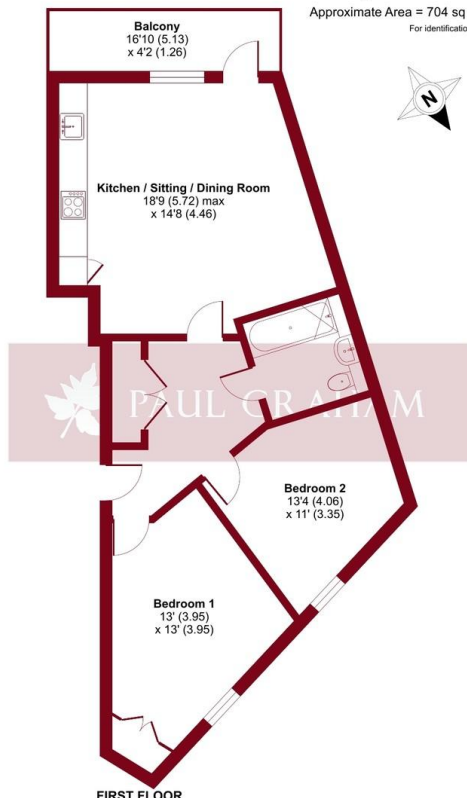 Approximate Area = 704 sq
For identificatio
Balcony
16'10 (5.13)
x 4'2 (1.26)
N
Kitchen / Sitting / Dining Room
18'9 (5.72) max
x 14'8 (4.46)
PAUL GRAHAM
Bedroom 2
13'4 (4.06)
x 11' (3.35)
Bedroom 1
13' (3.95)
x 13' (3.95)
FIRST FLOOR